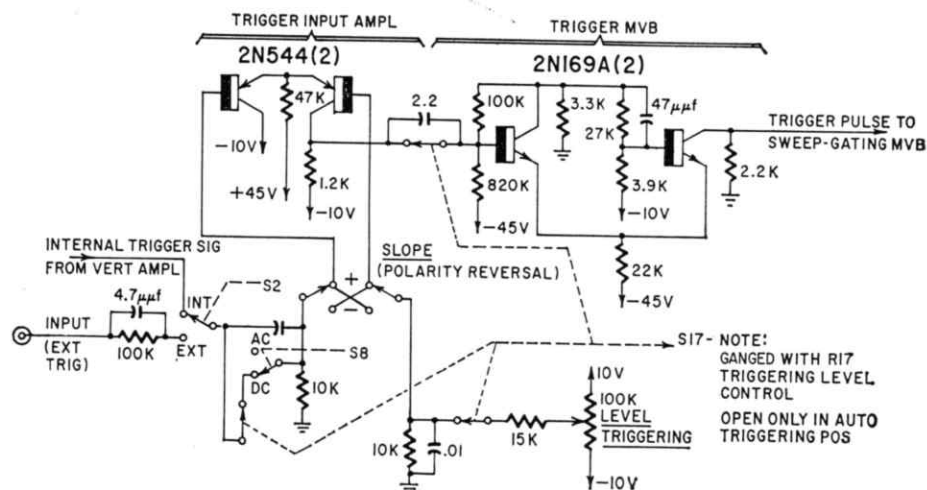 TRIGGER INPUT AMPL
TRIGGER MVB
2N544(2)
2N169A(2)
47K
2.2
100K
3.3K
27K
47µµf
TRIGGER PULSE TO
SWEEP-GATING MVB
-10V
+45V
1.2K
-10V
820K
-45V
3.9K
-10V
2.2K
22K
-45V
INTERNAL TRIGGER SIG
FROM VERT AMPL
SLOPE
(POLARITY REVERSAL)
+
-
4.7µµf
INT
S2
INPUT
(EXT
TRIG)
100K
EXT
AC
S8
DC
10K
S17- NOTE:
GANGED WITH R17
TRIGGERING LEVEL
CONTROL
OPEN ONLY IN AUTO
TRIGGERING POS
10V
100K
LEVEL
TRIGGERING
15K
10K
.01
-10V